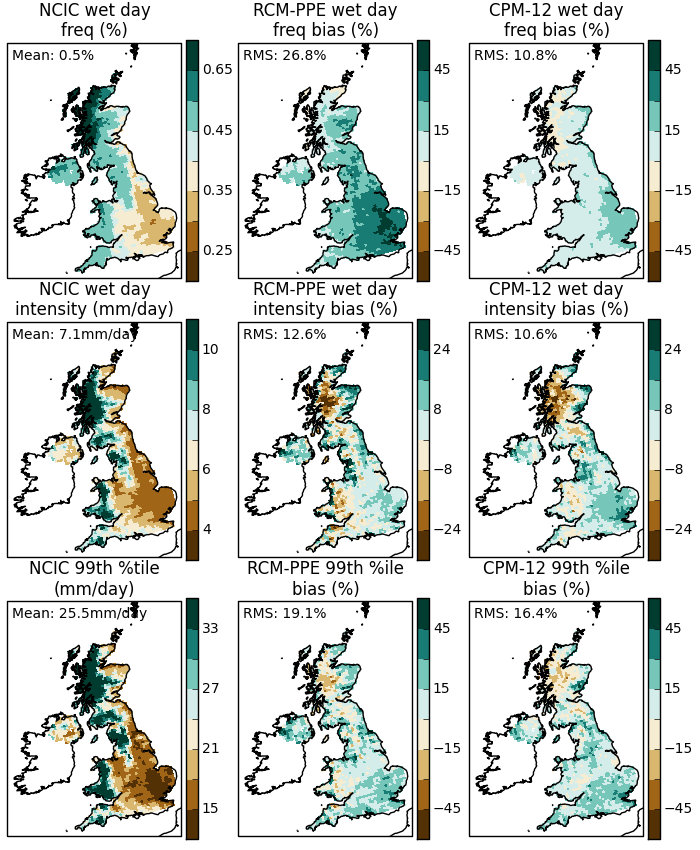 NCIC wet day
freq (%)
RCM-PPE wet day
freq bias (%)
CPM-12 wet day
freq bias (%)
Mean: 0.5%
0.65
0.45
0.35
0.25
RMS: 26.8%
45
15
−15
−45
RMS: 10.8%
45
15
−15
−45
NCIC wet day
intensity (mm/day)
RCM-PPE wet day
intensity bias (%)
CPM-12 wet day
intensity bias (%)
Mean: 7.1mm/day
10
8
6
4
RMS: 12.6%
24
8
−8
−24
RMS: 10.6%
24
8
−8
−24
NCIC 99th %tile
(mm/day)
RCM-PPE 99th %ile
bias (%)
CPM-12 99th %ile
bias (%)
Mean: 25.5mm/day
33
27
21
15
RMS: 19.1%
45
15
−15
−45
RMS: 16.4%
45
15
−15
−45